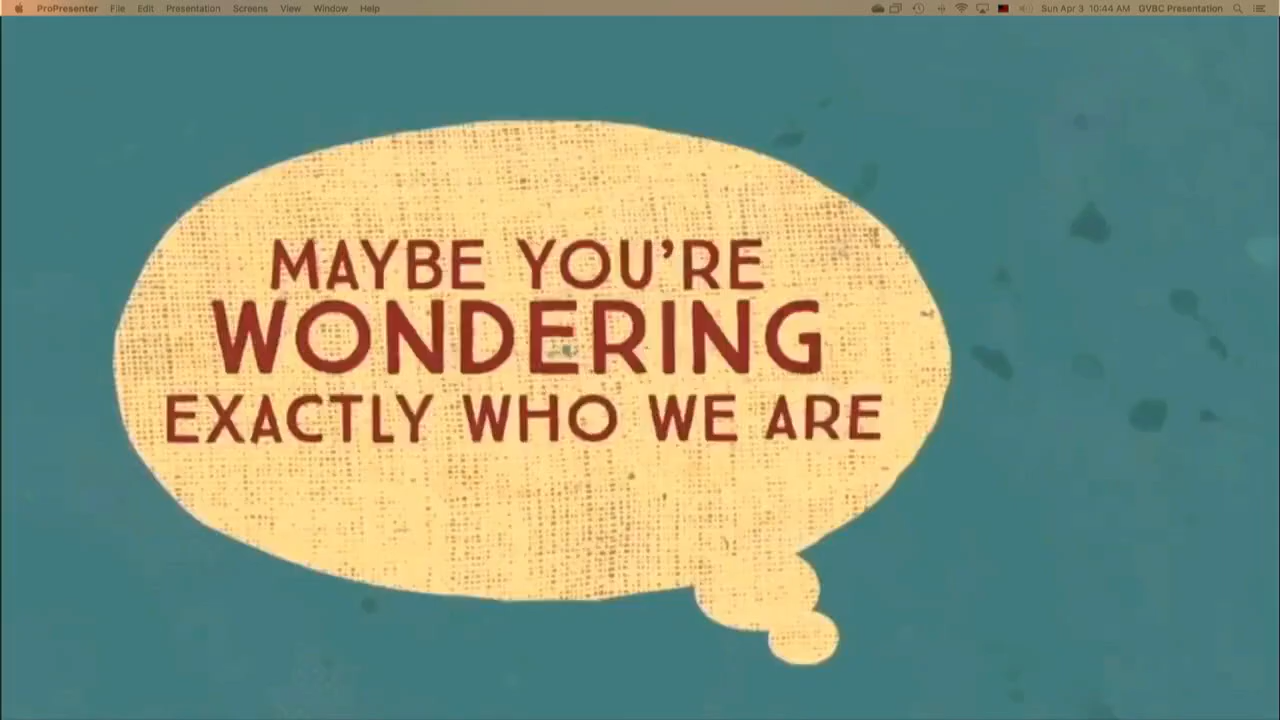 ProPresenter File Edit Presentation Screens View Window Help Sun Apr 3 10:44 AM GVBC Presentation
MAYBE YOU'RE
WONDERING
EXACTLY WHO WE ARE